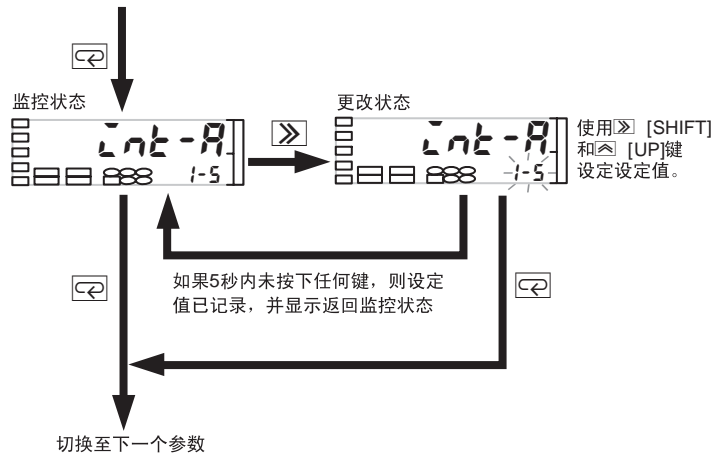 监控状态
更改状态
 int-A
1-5
int-A
1-5
使用 [SHIFT]
和 [UP]键
设定设定值。
如果5秒内未按下任何键，则设定
值已记录，并显示返回监控状态
切换至下一个参数